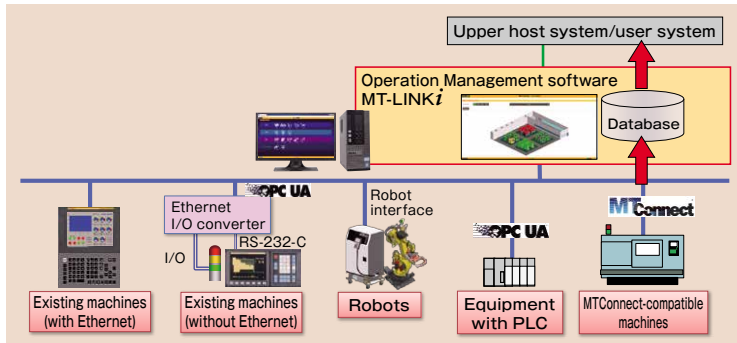 Upper host system/user system
Operation Management software
MT-LINKi
Database
OPC UA
Ethernet
I/O converter
RS-232-C
I/O
Robot
interface
OPC UA
MTConnect
Existing machines
(with Ethernet)
Existing machines
(without Ethernet)
Robots
Equipment
with PLC
MTConnect-compatible
machines